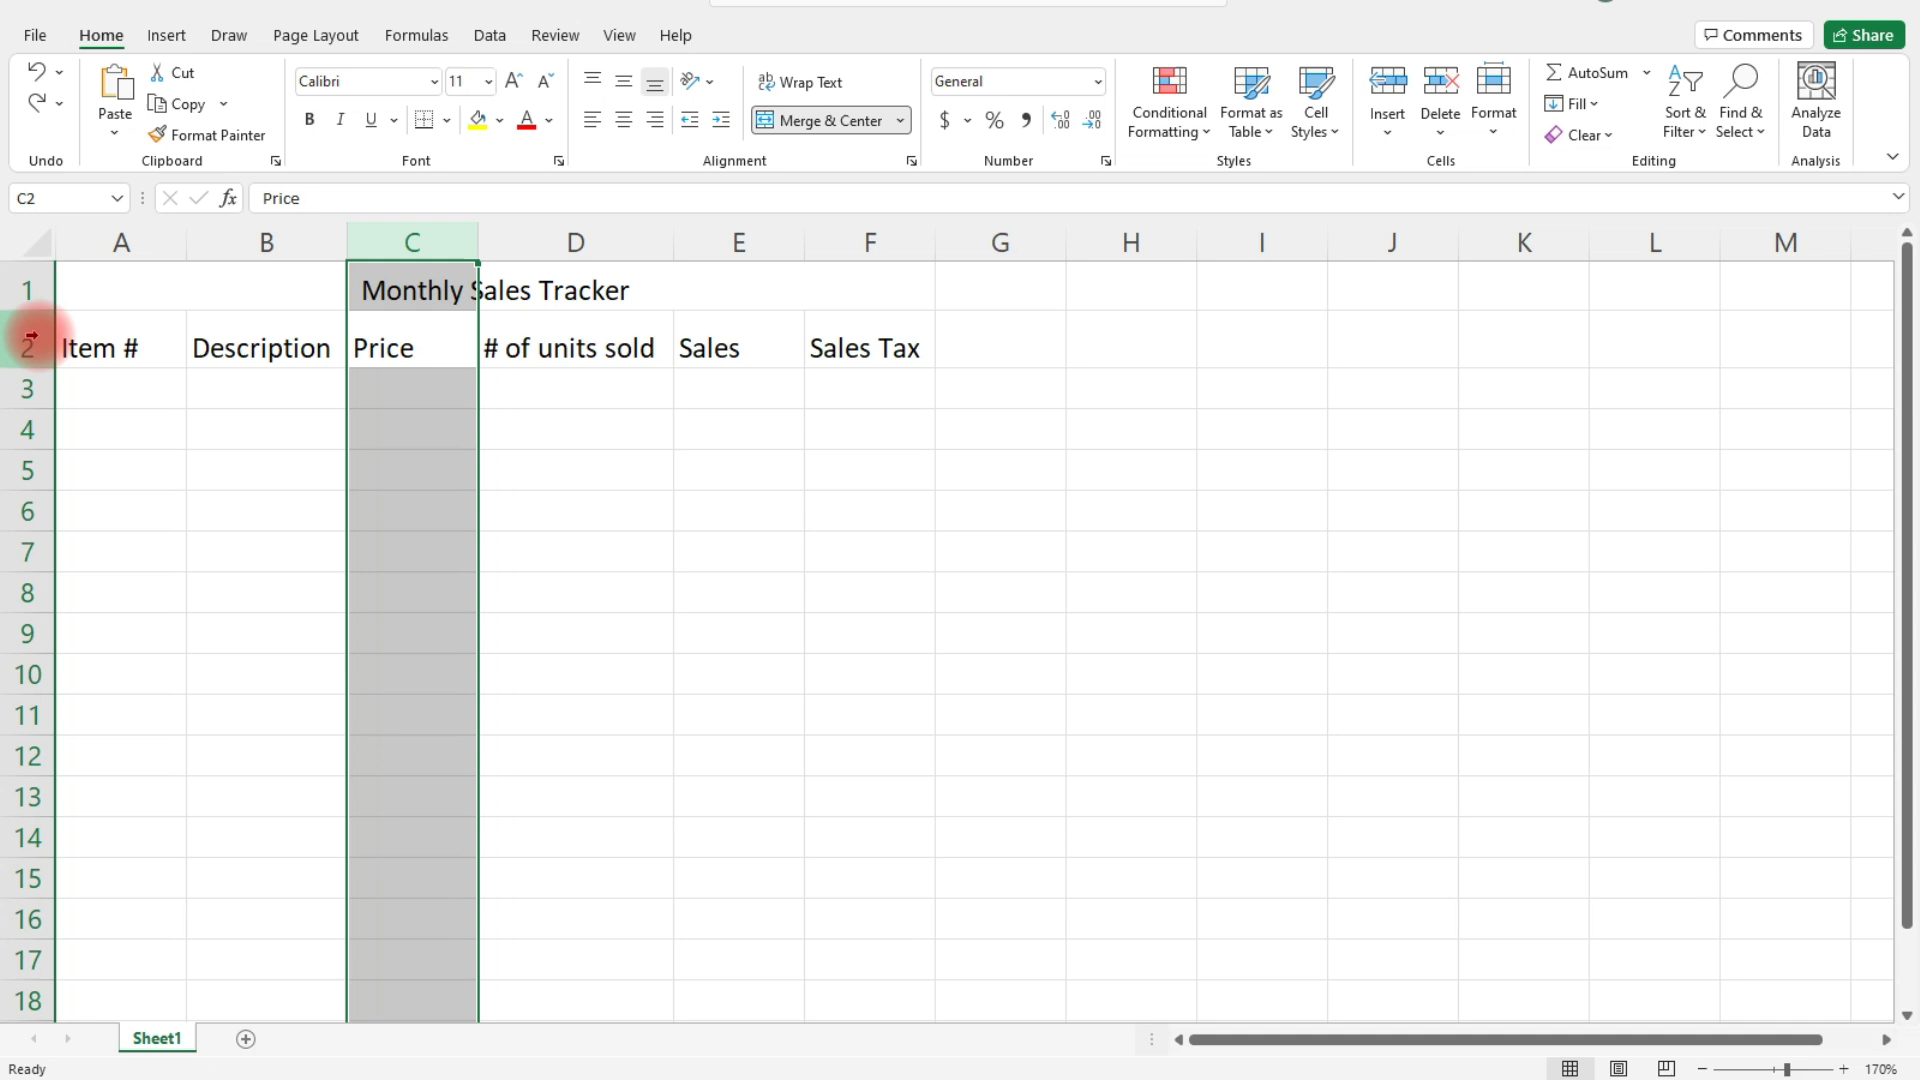 File Home Insert Draw Page Layout Formulas Data Review View Help Comments Share
Cut
Copy
Format Painter
Paste
Undo
Clipboard
Calibri 11
B I U
Font
Wrap Text
Merge & Center
Alignment
General
$ % 9
Number
Conditional Formatting
Format as Table
Cell Styles
Styles
Insert
Delete
Format
Cells
AutoSum
Fill
Clear
Sort & Filter
Find & Select
Editing
Analyze Data
Analysis
C2 fx Price
A B C D E F G H I J K L M
1 Monthly Sales Tracker
2 Item # Description Price # of units sold Sales Sales Tax
3
4
5
6
7
8
9
10
11
12
13
14
15
16
17
18
Sheet1
Ready 170%